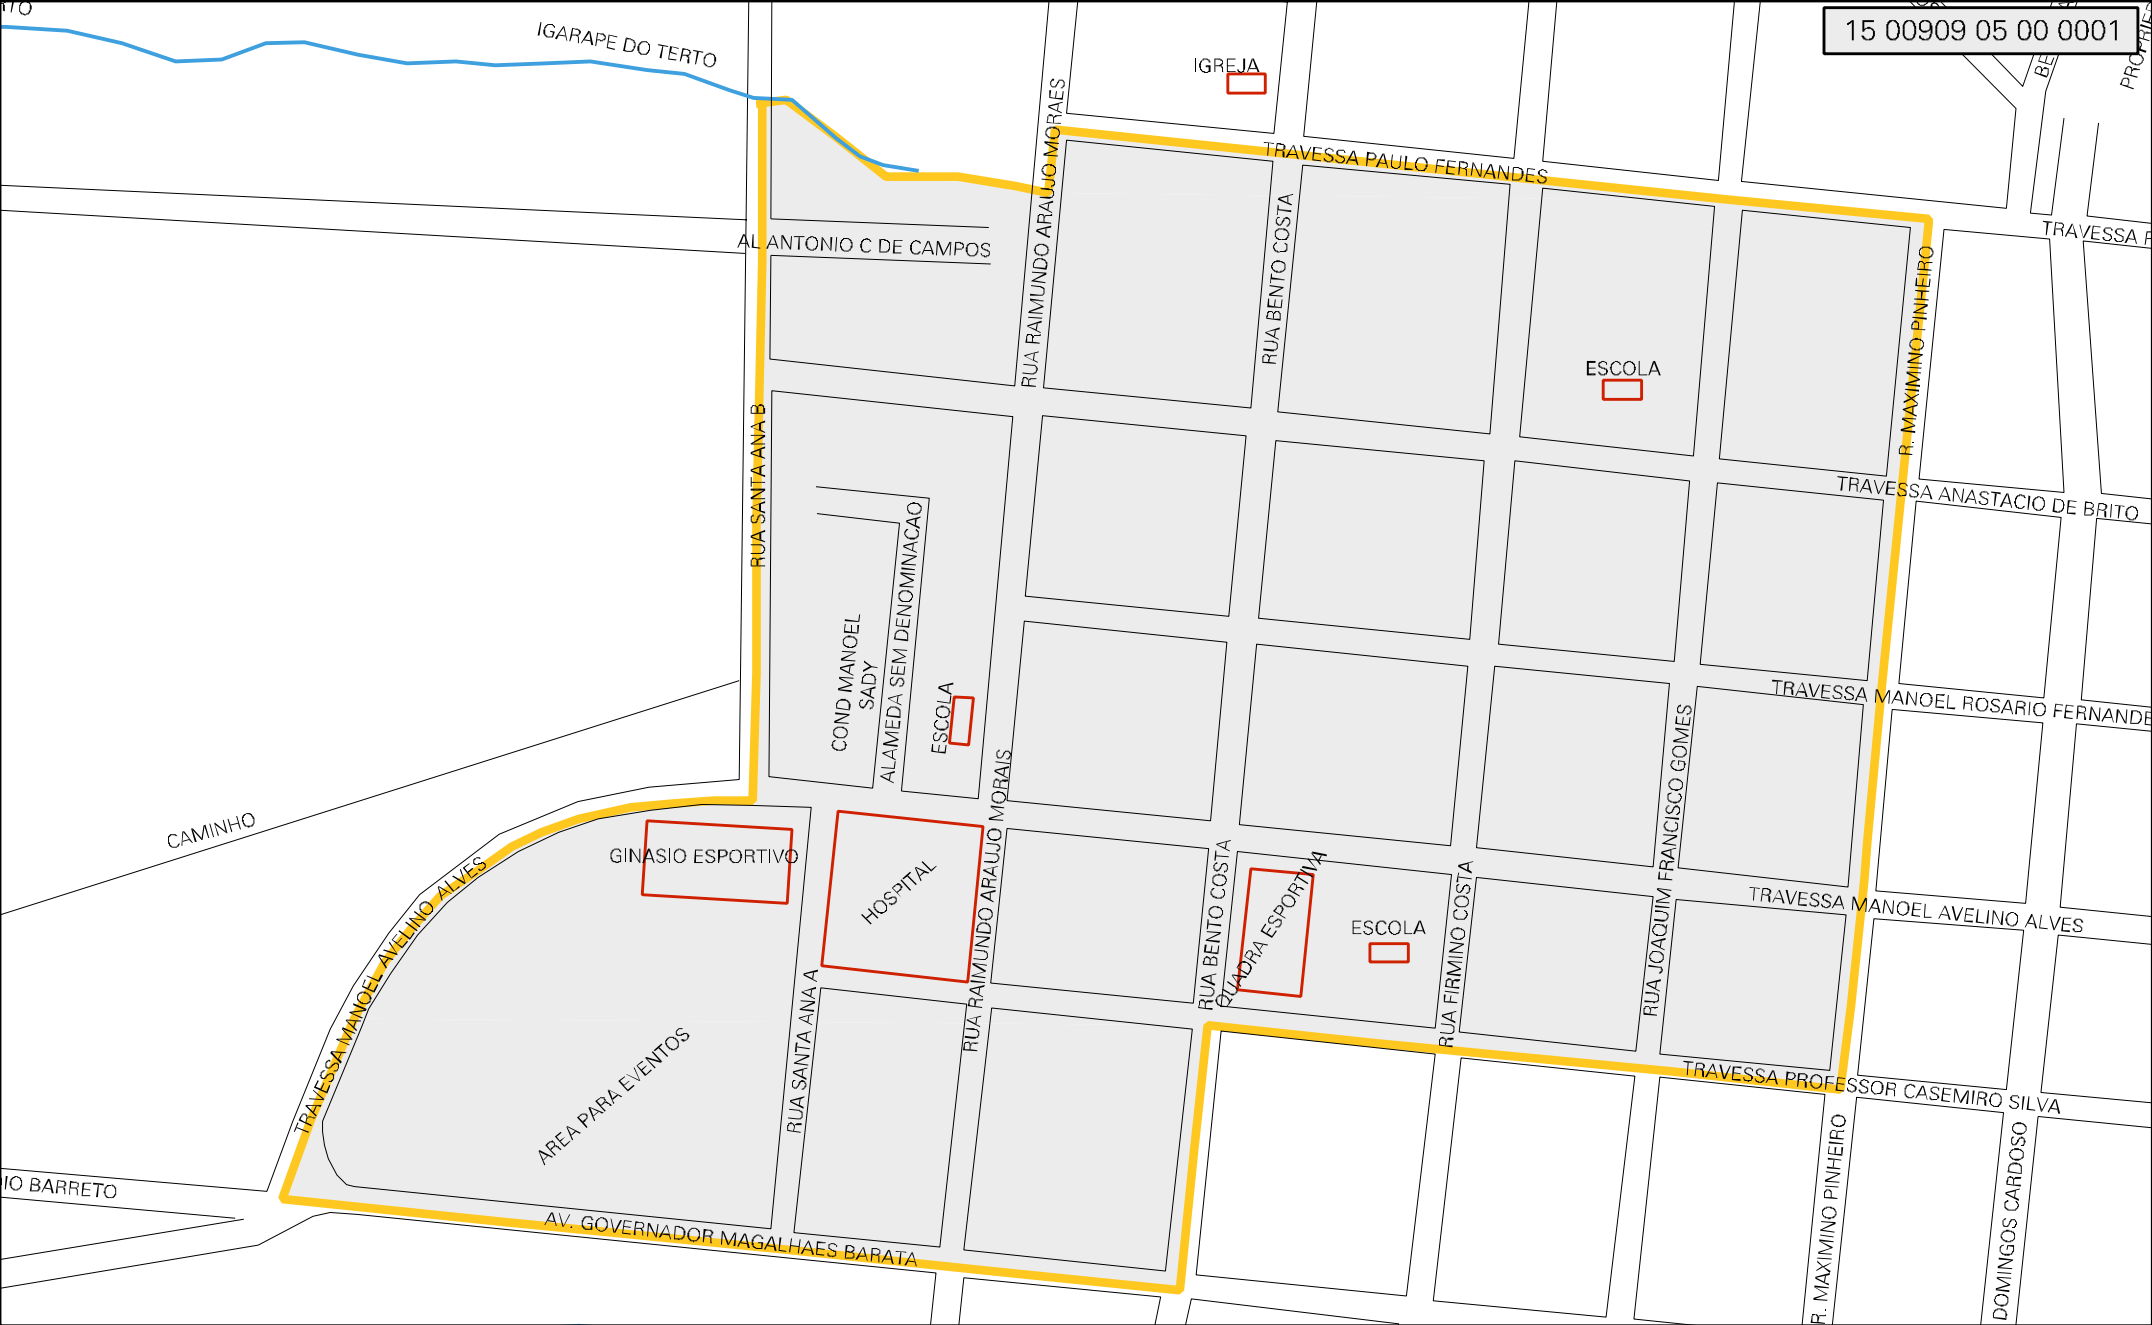 15 00909 05 00 0001
IGARAPE DO TERTO
IGREJA
RUA RAIMUNDO ARAUJO MORAES
TRAVESSA PAULO FERNANDES
RUA BENTO COSTA
AL ANTONIO C DE CAMPOS
R. MAXIMINO PINHEIRO
TRAVESSA
ESCOLA
RUA SANTA ANA B
TRAVESSA ANASTACIO DE BRITO
ALAMEDA SEM DENOMINACAO
COND MANOEL
SADY
ESCOLA
TRAVESSA MANOEL ROSARIO FERNANDE
RUA JOAQUIM FRANCISCO GOMES
CAMINHO
GINASIO ESPORTIVO
HOSPITAL
RUA RAIMUNDO ARAUJO MORAIS
RUA BENTO COSTA
QUADRA ESPORTIVA
ESCOLA
RUA FIRMINO COSTA
TRAVESSA MANOEL AVELINO ALVES
TRAVESSA MANOEL AVELINO ALVES
RUA SANTA ANA A
AREA PARA EVENTOS
TRAVESSA PROFESSOR CASEMIRO SILVA
IO BARRETO
AV. GOVERNADOR MAGALHAES BARATA
R. MAXIMINO PINHEIRO
DOMINGOS CARDOSO